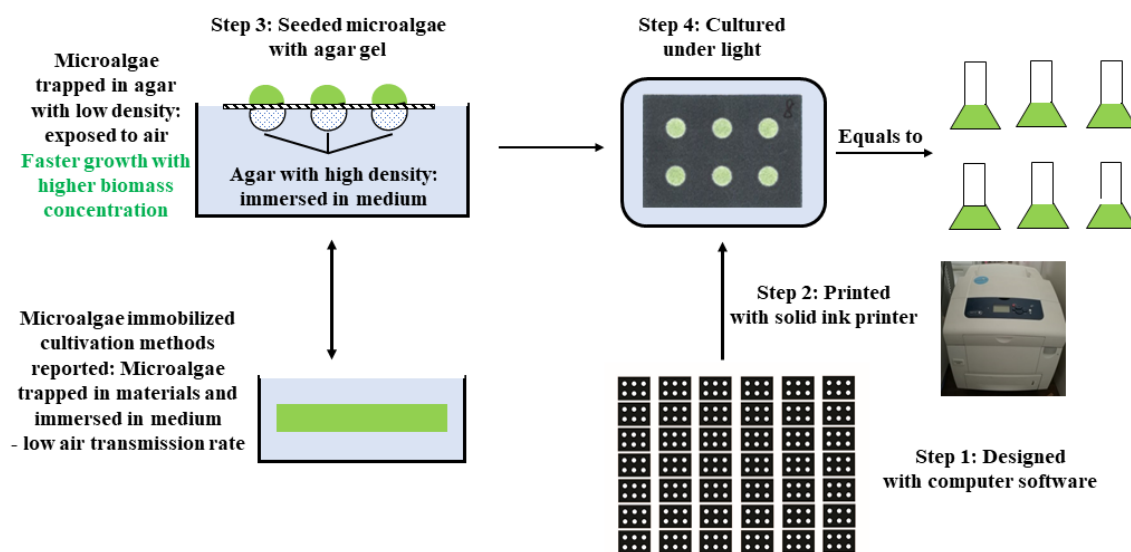 Step 3: Seeded microalgae
with agar gel
Microalgae
trapped in agar
with low density:
exposed to air
Faster growth with
higher biomass
concentration
Agar with high density:
immersed in medium
Step 4: Cultured
under light
8
Equals to
Step 2: Printed
with solid ink printer
Microalgae immobilized
cultivation methods
reported: Microalgae
trapped in materials and
immersed in medium
- low air transmission rate
Step 1: Designed
with computer software